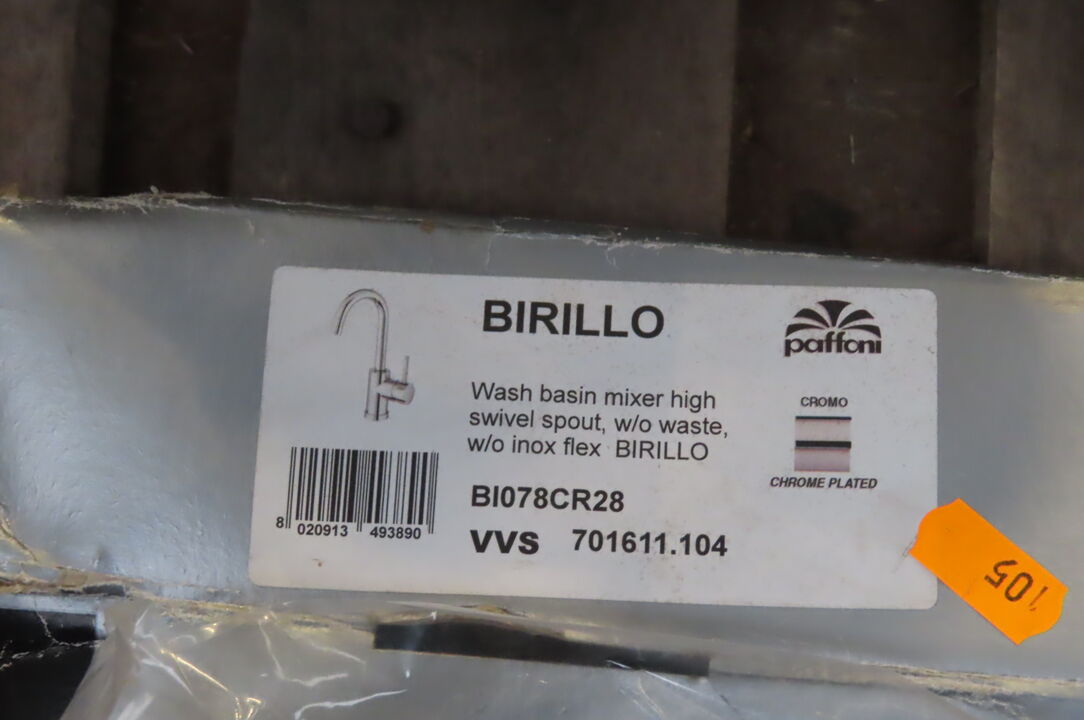 BIRILLO
paffoni
Wash basin mixer high
swivel spout, w/o waste,
w/o inox flex BIRILLO
CROMO
CHROME PLATED
BI078CR28
VVS 701611.104
8 020913 493890
105